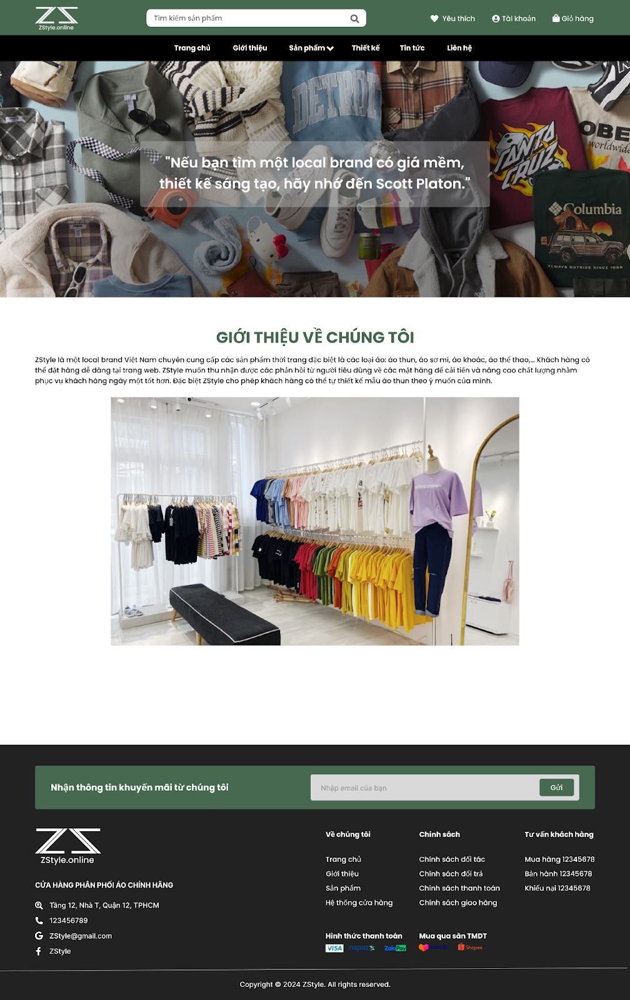 ZS
ZStyle.online
Tìm kiếm sản phẩm
Yêu thích
Tài khoản
Giỏ hàng
Trang chủ
Giới thiệu
Sản phẩm
Thiết kế
Tin tức
Liên hệ
DETROIT
SANTA
CRUZ
OBE
worldwide
"Nếu bạn tìm một local brand có giá mềm,
thiết kế sáng tạo, hãy nhớ đến Scott Platon."
Columbia
ALWAYS OUTSIDE SINCE 1938
GIỚI THIỆU VỀ CHÚNG TÔI
ZStyle là một local brand Việt Nam chuyên cung cấp các sản phẩm thời trang đặc biệt là các loại áo: áo thun, áo sơ mi, áo khoác, áo thể thao,... Khách hàng có
thể đặt hàng dễ dàng tại trang web. ZStyle muốn thu nhận được các phản hồi từ người tiêu dùng về các mặt hàng để cải tiến và nâng cao chất lượng nhằm
phục vụ khách hàng ngày một tốt hơn. Đặc biệt ZStyle cho phép khách hàng có thể tự thiết kế mẫu áo thun theo ý muốn của mình.
UNICORN
Nhận thông tin khuyến mãi từ chúng tôi
Nhập email của bạn
Gửi
ZS
ZStyle.online
CỬA HÀNG PHÂN PHỐI ÁO CHÍNH HÃNG
Tầng 12, Nhà T, Quận 12, TPHCM
123456789
ZStyle@gmail.com
ZStyle
Về chúng tôi
Trang chủ
Giới thiệu
Sản phẩm
Hệ thống cửa hàng
Chính sách
Chính sách đối tác
Chính sách đổi trả
Chính sách thanh toán
Chính sách giao hàng
Tư vấn khách hàng
Mua hàng 12345678
Bản hành 12345678
Khiếu nại 12345678
Hình thức thanh toán
VISA
napas
ZaloPay
Mua qua sàn TMDT
Lazada
Shopee
Copyright © 2024 ZStyle. All rights reserved.